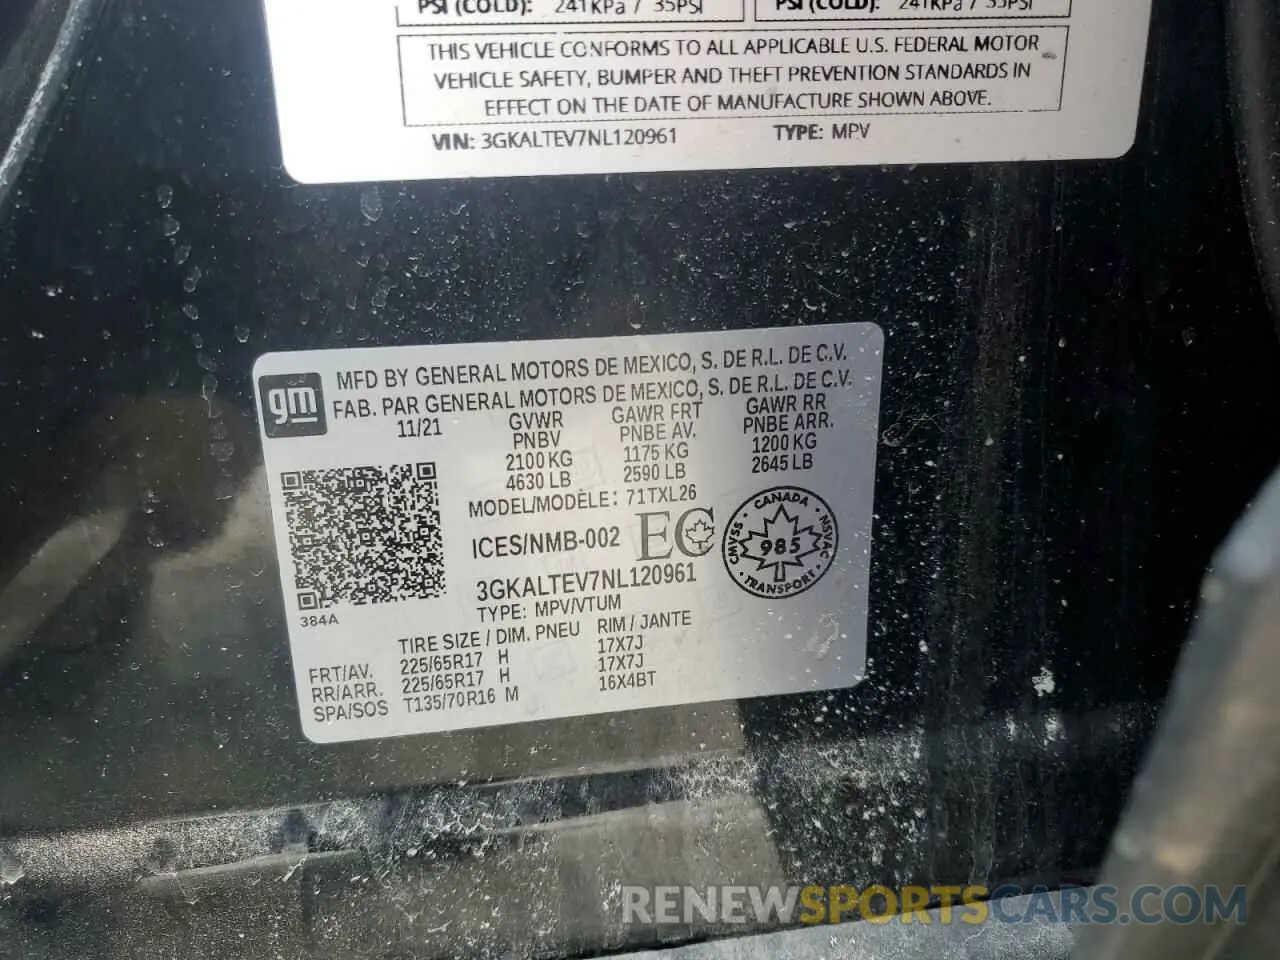 PSI (COLD): 241KPa / 35PSI PSI (COLD): 241KPa / 35PSI
THIS VEHICLE CONFORMS TO ALL APPLICABLE U.S. FEDERAL MOTOR
VEHICLE SAFETY, BUMPER AND THEFT PREVENTION STANDARDS IN
EFFECT ON THE DATE OF MANUFACTURE SHOWN ABOVE.
VIN: 3GKALTEV7NL120961 TYPE: MPV
gm
MFD BY GENERAL MOTORS DE MEXICO, S. DE R.L. DE C.V.
FAB. PAR GENERAL MOTORS DE MEXICO, S. DE R.L. DE C.V.
11/21 GVWR GAWR FRT GAWR RR
PNBV PNBE AV. PNBE ARR.
2100 KG 1175 KG 1200 KG
4630 LB 2590 LB 2645 LB
MODEL/MODÈLE: 71TXL26
ICES/NMB-002 EC
CANADA
CMVSS 985 NSVAC
TRANSPORT
3GKALTEV7NL120961
TYPE: MPV/VTUM
384A
TIRE SIZE / DIM. PNEU RIM / JANTE
FRT/AV. 225/65R17 H 17X7J
RR/ARR. 225/65R17 H 17X7J
SPA/SOS T135/70R16 M 16X4BT
RENEWSPORTSCARS.COM